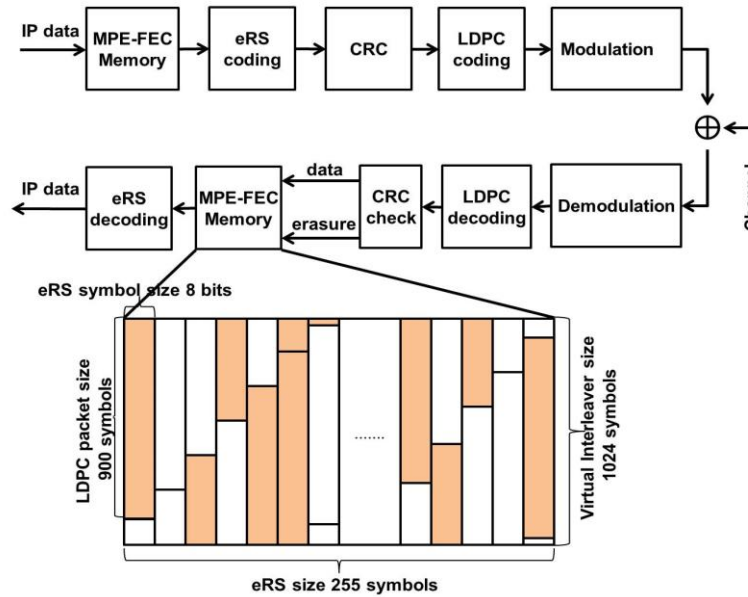 IP data
MPE-FEC
Memory
eRS
coding
CRC
LDPC
coding
Modulation
IP data
eRS
decoding
MPE-FEC
Memory
data
erasure
CRC
check
LDPC
decoding
Demodulation
eRS symbol size 8 bits
LDPC packet size
900 symbols
.......
Virtual Interleaver size
1024 symbols
eRS size 255 symbols